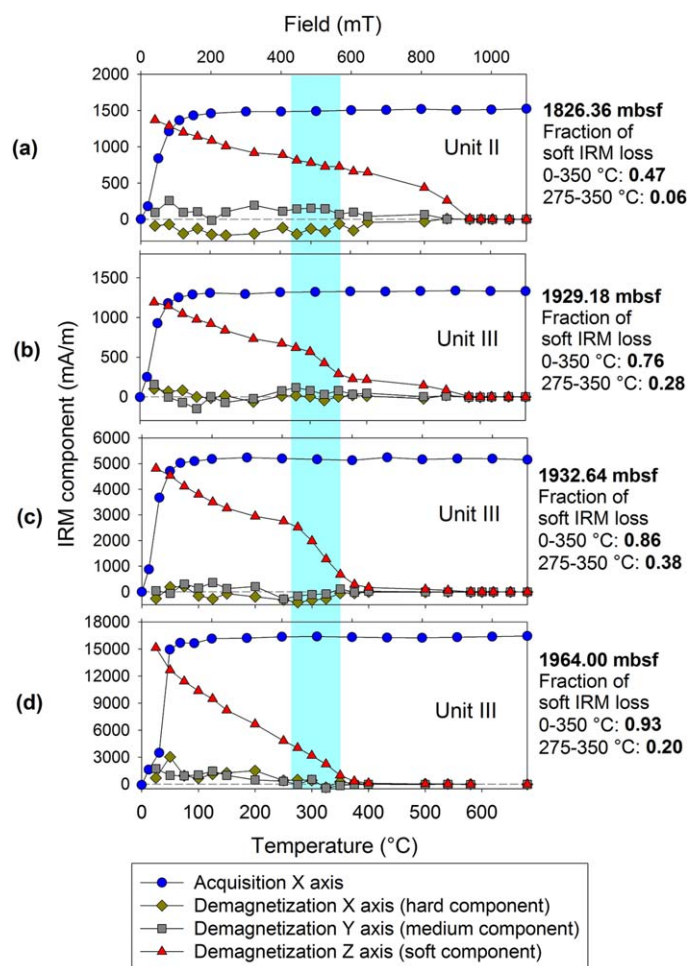 Field (mT)
0 200 400 600 800 1000
(a)
2000
1500
1000
500
0
Unit II
1826.36 mbsf
Fraction of
soft IRM loss
0-350 °C: 0.47
275-350 °C: 0.06
(b)
1500
1000
500
0
Unit III
1929.18 mbsf
Fraction of
soft IRM loss
0-350 °C: 0.76
275-350 °C: 0.28
IRM component (mA/m)
(c)
6000
5000
4000
3000
2000
1000
0
Unit III
1932.64 mbsf
Fraction of
soft IRM loss
0-350 °C: 0.86
275-350 °C: 0.38
(d)
18000
15000
12000
9000
6000
3000
0
Unit III
1964.00 mbsf
Fraction of
soft IRM loss
0-350 °C: 0.93
275-350 °C: 0.20
0 100 200 300 400 500 600
Temperature (°C)
Acquisition X axis
Demagnetization X axis (hard component)
Demagnetization Y axis (medium component)
Demagnetization Z axis (soft component)